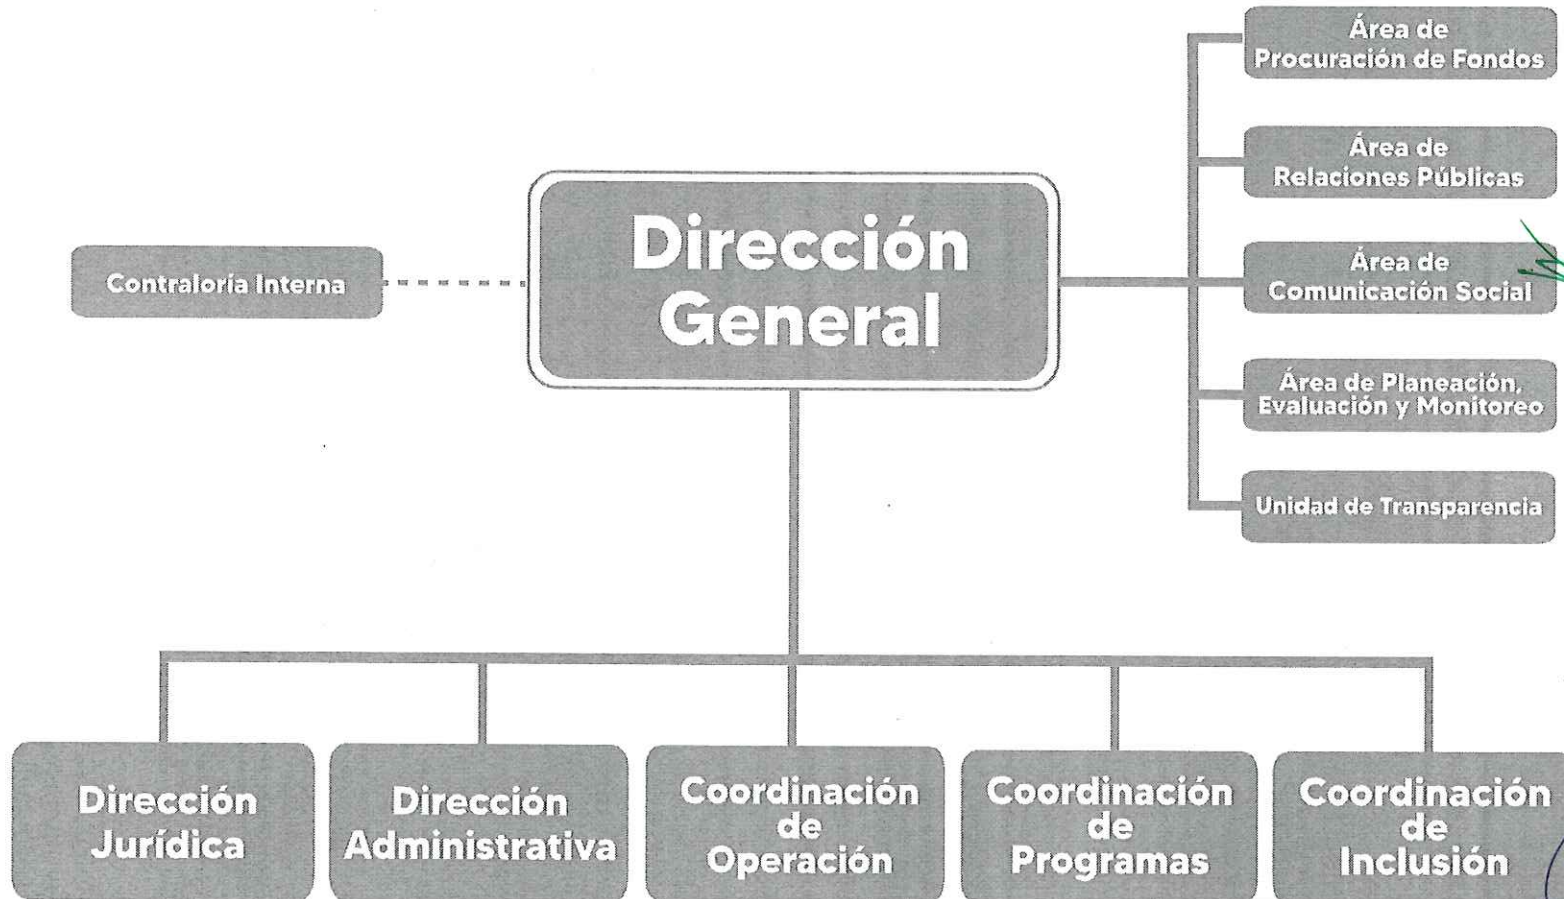 Área de
Procuración de Fondos
Área de
Relaciones Públicas
Dirección
General
Contraloría Interna
Área de
Comunicación Social
Área de Planeación,
Evaluación y Monitoreo
Unidad de Transparencia
Dirección
Jurídica
Dirección
Administrativa
Coordinación
de
Operación
Coordinación
de
Programas
Coordinación
de
Inclusión